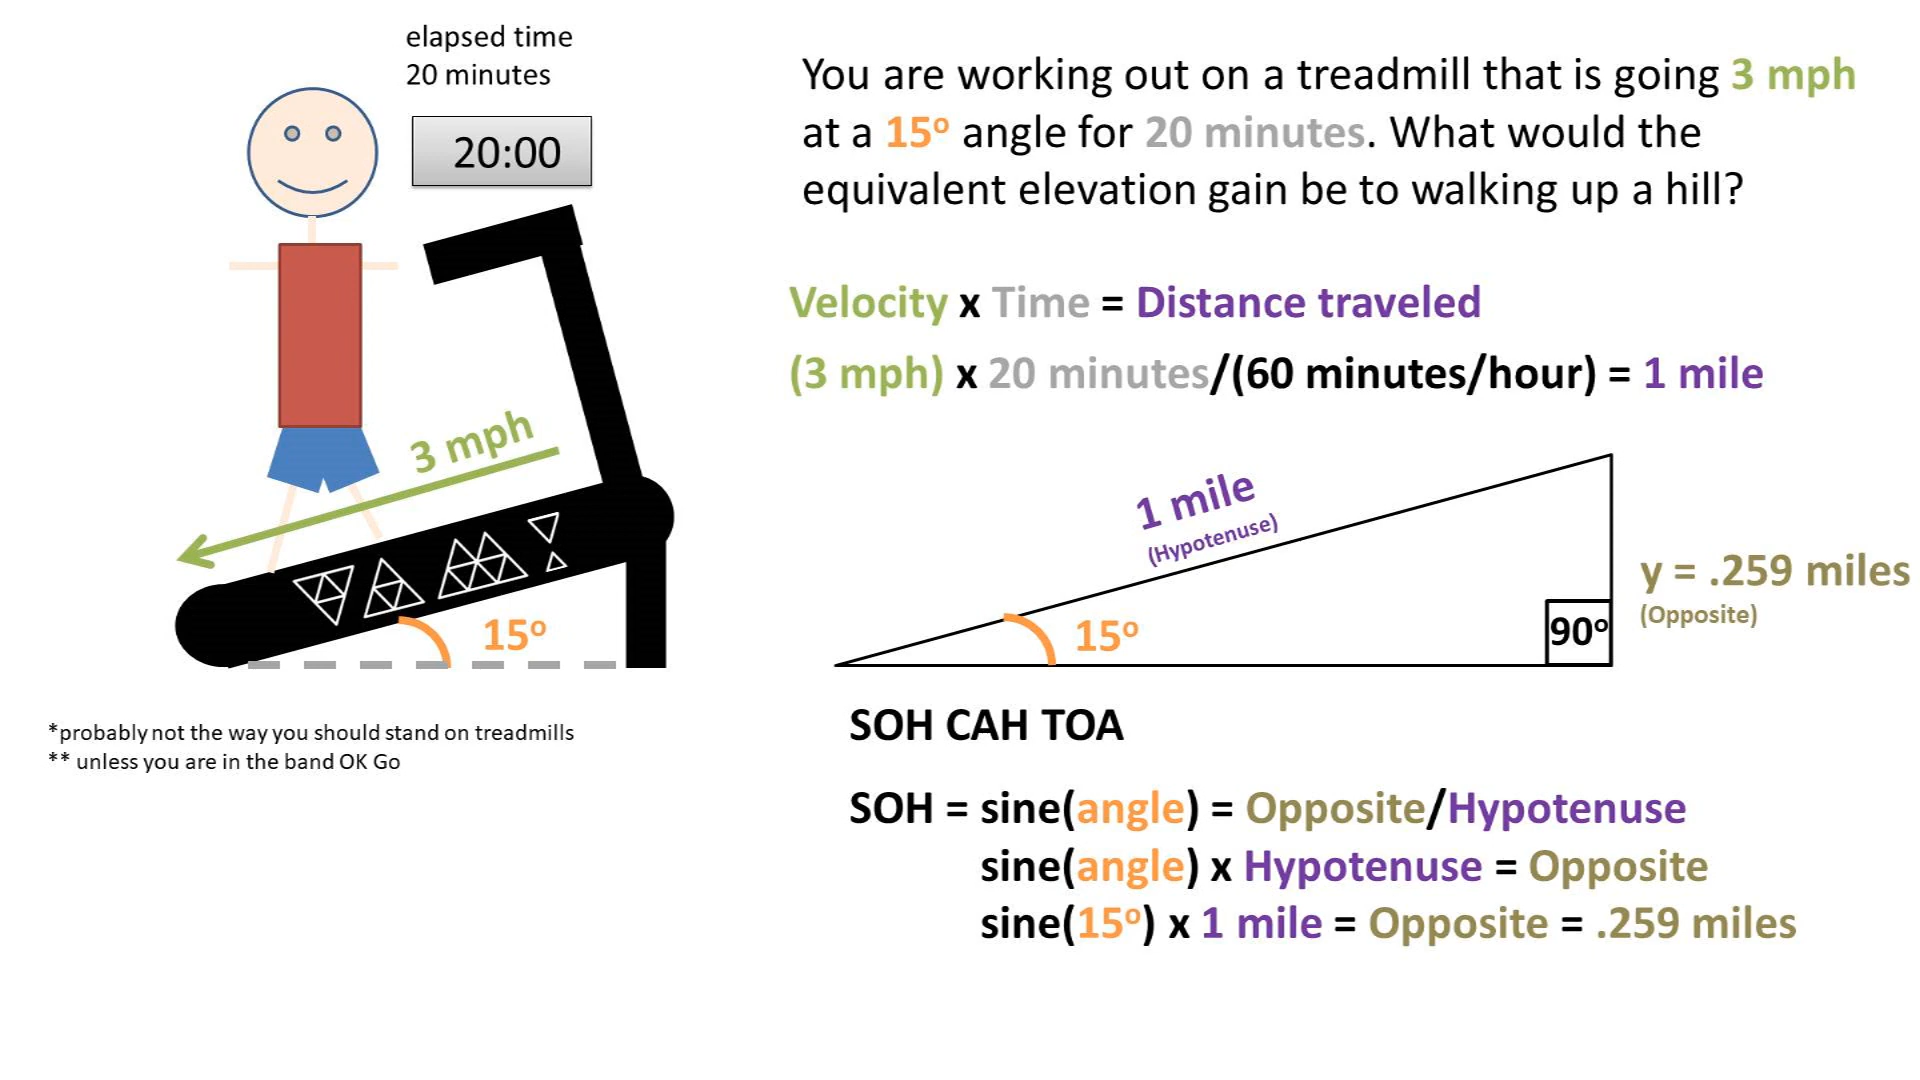 elapsed time
20 minutes
20:00
You are working out on a treadmill that is going 3 mph
at a 15º angle for 20 minutes. What would the
equivalent elevation gain be to walking up a hill?
Velocity x Time = Distance traveled
(3 mph) x 20 minutes/(60 minutes/hour) = 1 mile
3 mph
15º
1 mile
(Hypotenuse)
15º
90º
y = .259 miles
(Opposite)
*probably not the way you should stand on treadmills
** unless you are in the band OK Go
SOH CAH TOA
SOH = sine(angle) = Opposite/Hypotenuse
sine(angle) x Hypotenuse = Opposite
sine(15º) x 1 mile = Opposite = .259 miles